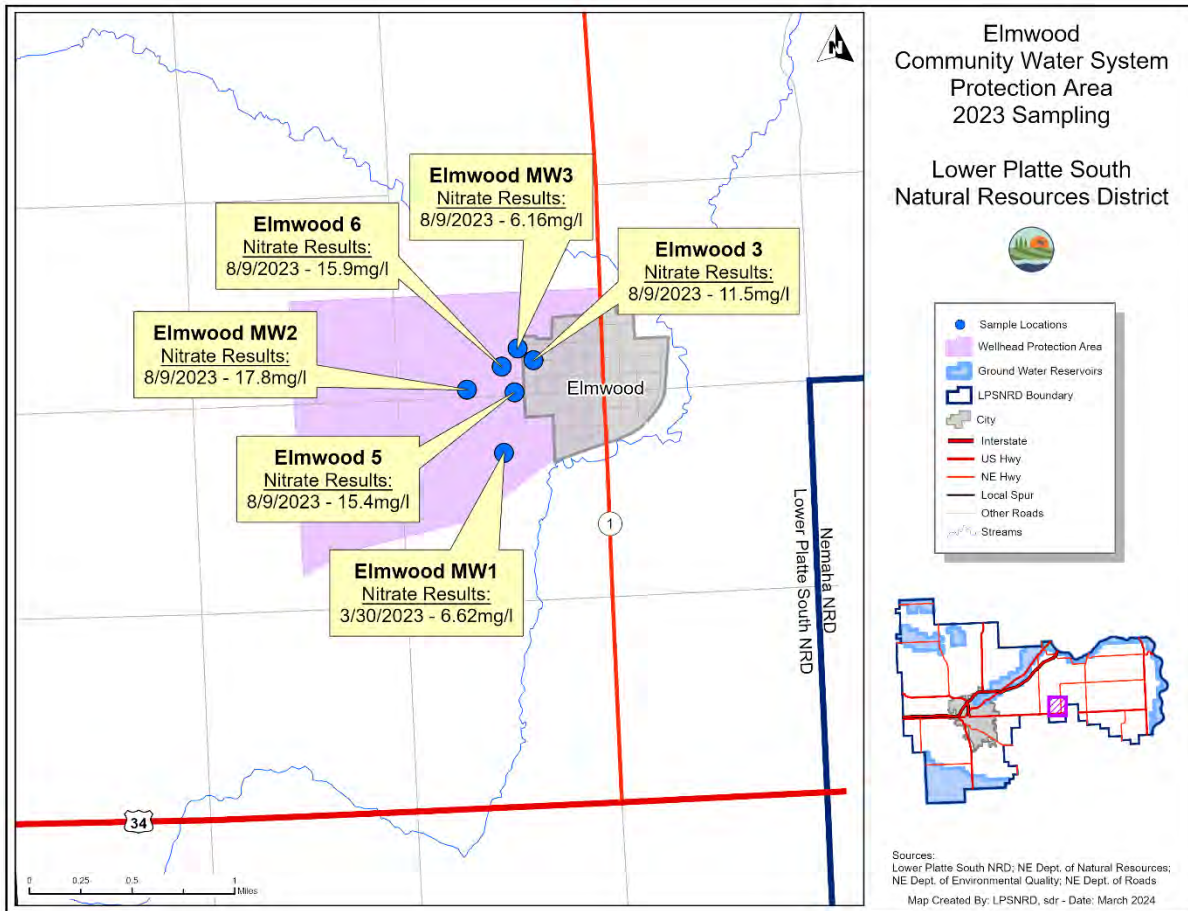 Elmwood
Community Water System
Protection Area
2023 Sampling
Lower Platte South
Natural Resources District
N
Elmwood MW3
Nitrate Results:
8/9/2023 - 6.16mg/l
Elmwood 6
Nitrate Results:
8/9/2023 - 15.9mg/l
Elmwood 3
Nitrate Results:
8/9/2023 - 11.5mg/l
Elmwood MW2
Nitrate Results:
8/9/2023 - 17.8mg/l
Elmwood
Elmwood 5
Nitrate Results:
8/9/2023 - 15.4mg/l
Elmwood MW1
Nitrate Results:
3/30/2023 - 6.62mg/l
1
Nemaha NRD
Lower Platte South NRD
34
0 0.25 0.5 1
Miles
Sample Locations
Wellhead Protection Area
Ground Water Reservoirs
LPSNRD Boundary
City
Interstate
US Hwy
NE Hwy
Local Spur
Other Roads
Streams
Sources:
Lower Platte South NRD; NE Dept. of Natural Resources;
NE Dept. of Environmental Quality; NE Dept. of Roads
Map Created By: LPSNRD, sdr - Date: March 2024